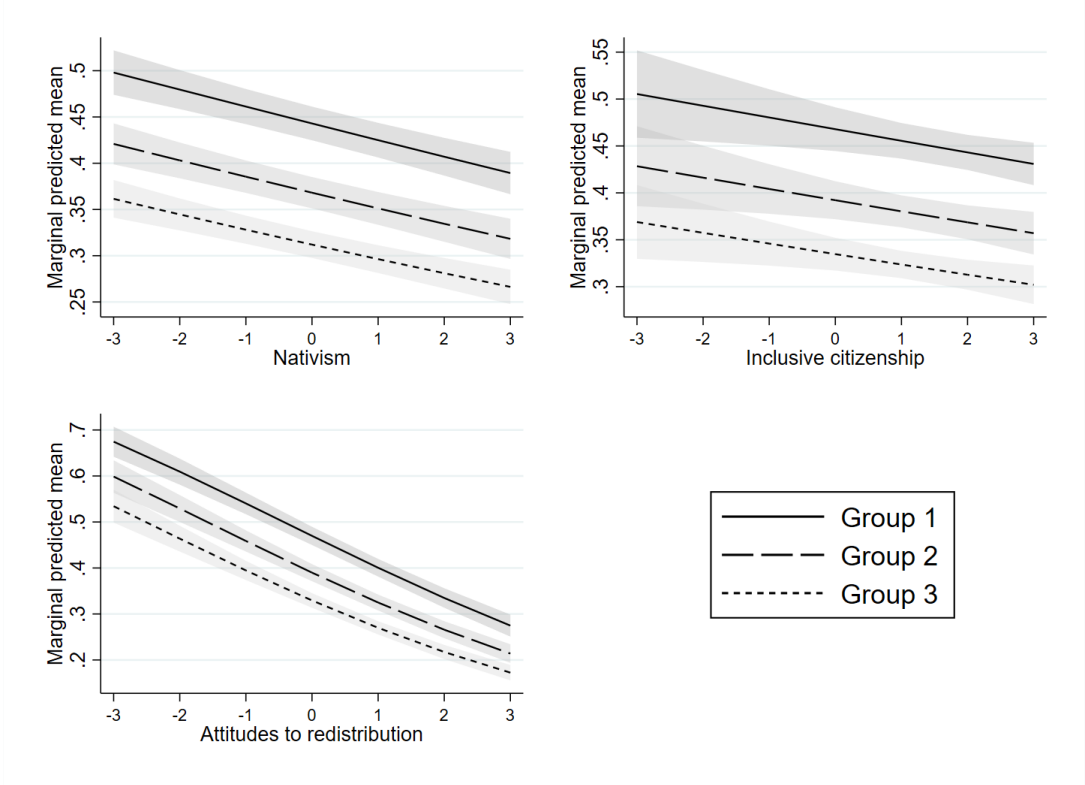 Marginal predicted mean
.5
.45
.4
.35
.3
.25
-3 -2 -1 0 1 2 3
Nativism
Marginal predicted mean
.55
.5
.45
.4
.35
.3
-3 -2 -1 0 1 2 3
Inclusive citizenship
Marginal predicted mean
.7
.6
.5
.4
.3
.2
-3 -2 -1 0 1 2 3
Attitudes to redistribution
Group 1
Group 2
Group 3